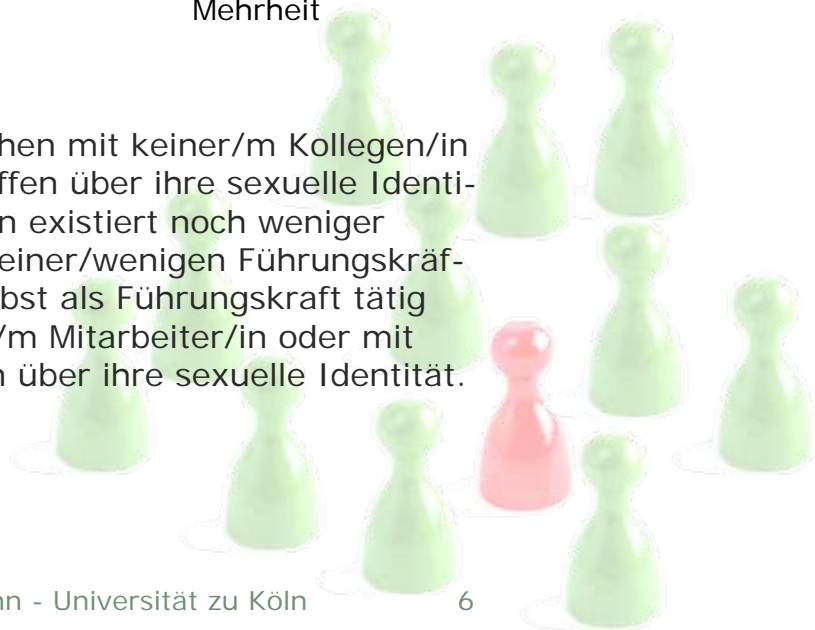 Mehrheit
hen mit keiner/m Kollegen/in
ffen über ihre sexuelle Identi-
n existiert noch weniger
einer/wenigen Führungskräf-
bst als Führungskraft tätig
/m Mitarbeiter/in oder mit
n über ihre sexuelle Identität.
nn - Universität zu Köln 6